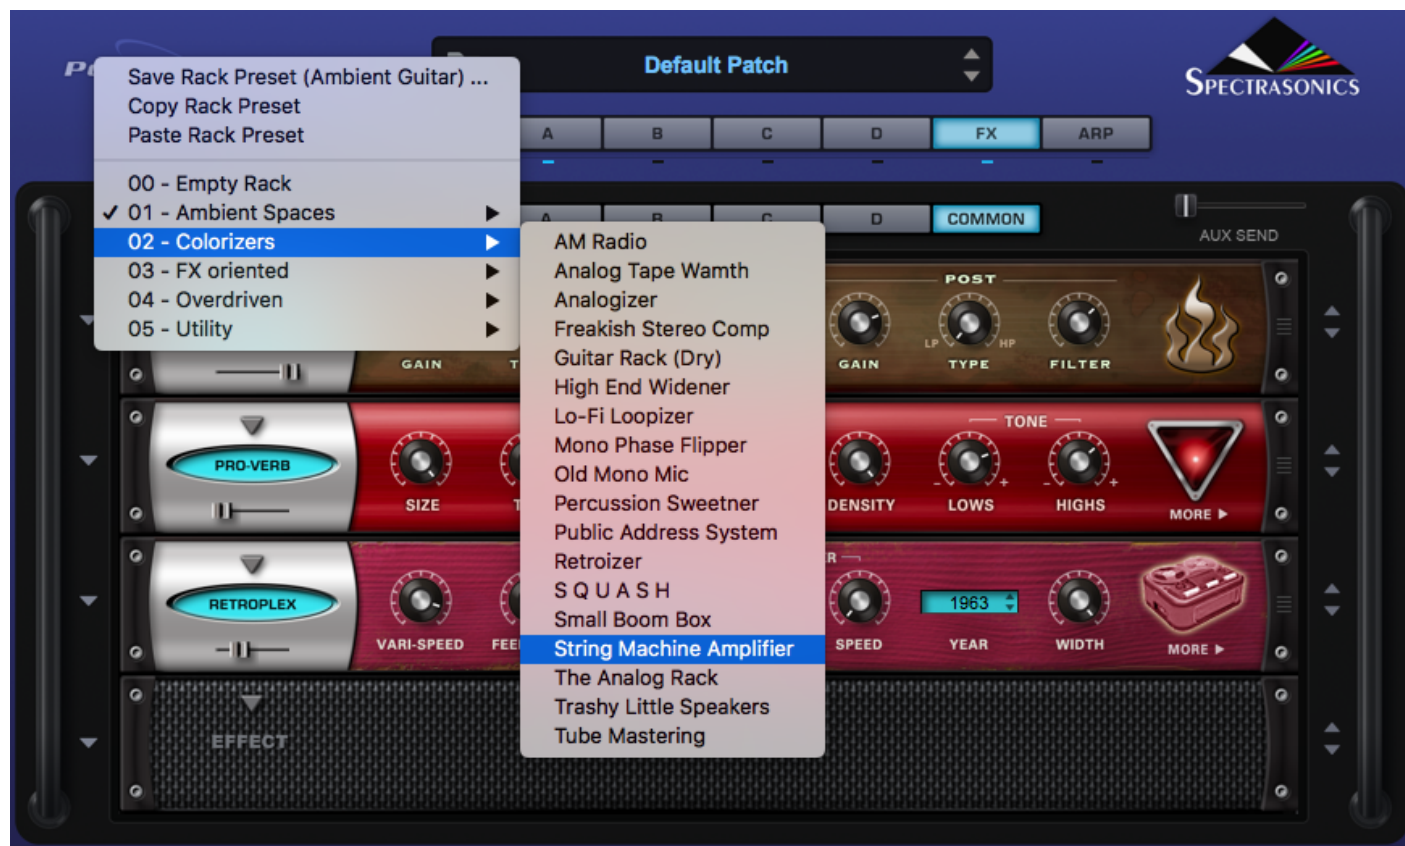 Default Patch
SPECTRASONICS
Save Rack Preset (Ambient Guitar) ...
Copy Rack Preset
Paste Rack Preset
00 - Empty Rack
✓ 01 - Ambient Spaces
02 - Colorizers
03 - FX oriented
04 - Overdriven
05 - Utility
A B C D FX ARP
A B C D COMMON
AUX SEND
AM Radio
Analog Tape Wamth
Analogizer
Freakish Stereo Comp
Guitar Rack (Dry)
High End Widener
Lo-Fi Loopizer
Mono Phase Flipper
Old Mono Mic
Percussion Sweetner
Public Address System
Retroizer
S Q U A S H
Small Boom Box
String Machine Amplifier
The Analog Rack
Trashy Little Speakers
Tube Mastering
POST
LP HP
GAIN GAIN TYPE FILTER
PRO-VERB
TONE
- + - +
SIZE DENSITY LOWS HIGHS MORE
RETROPLEX
1963
VARI-SPEED SPEED YEAR WIDTH MORE
EFFECT